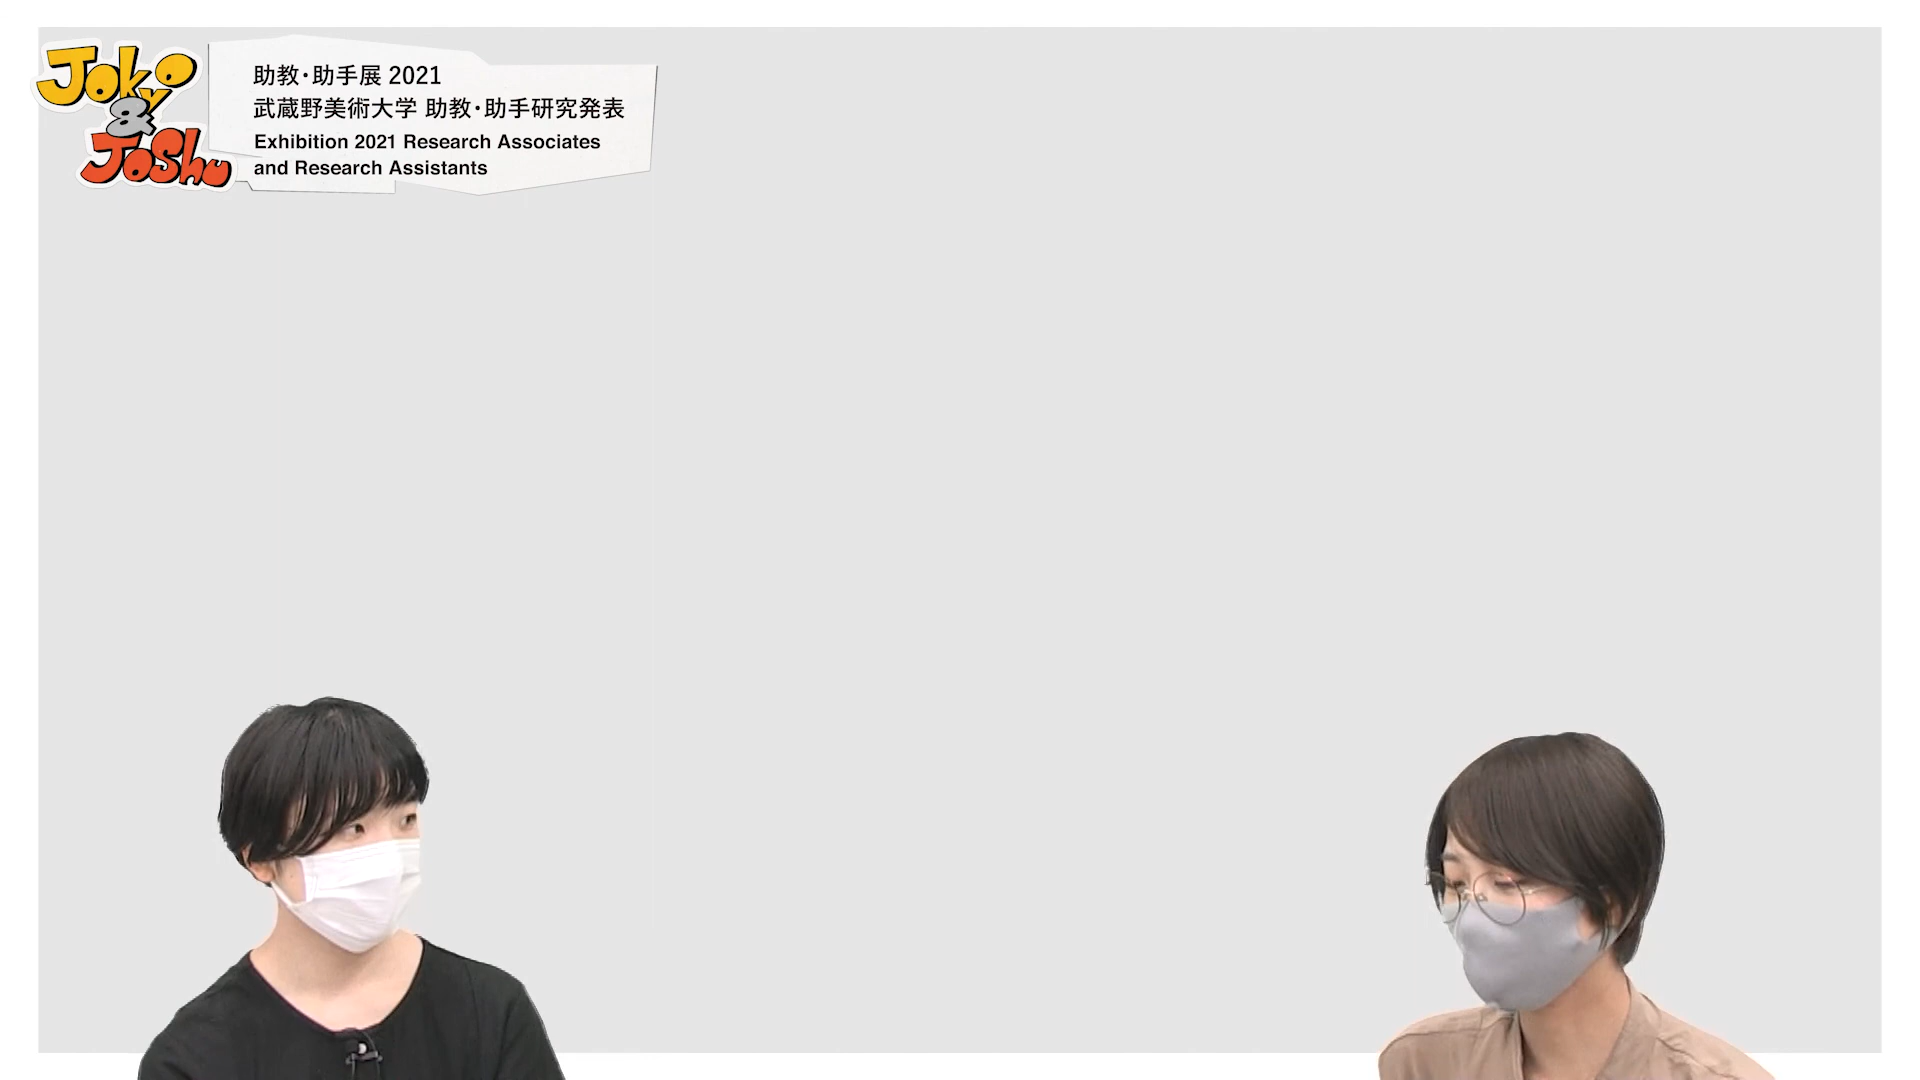 Jokyo
&
Joshu
助教・助手展 2021
武蔵野美術大学 助教・助手研究発表
Exhibition 2021 Research Associates
and Research Assistants